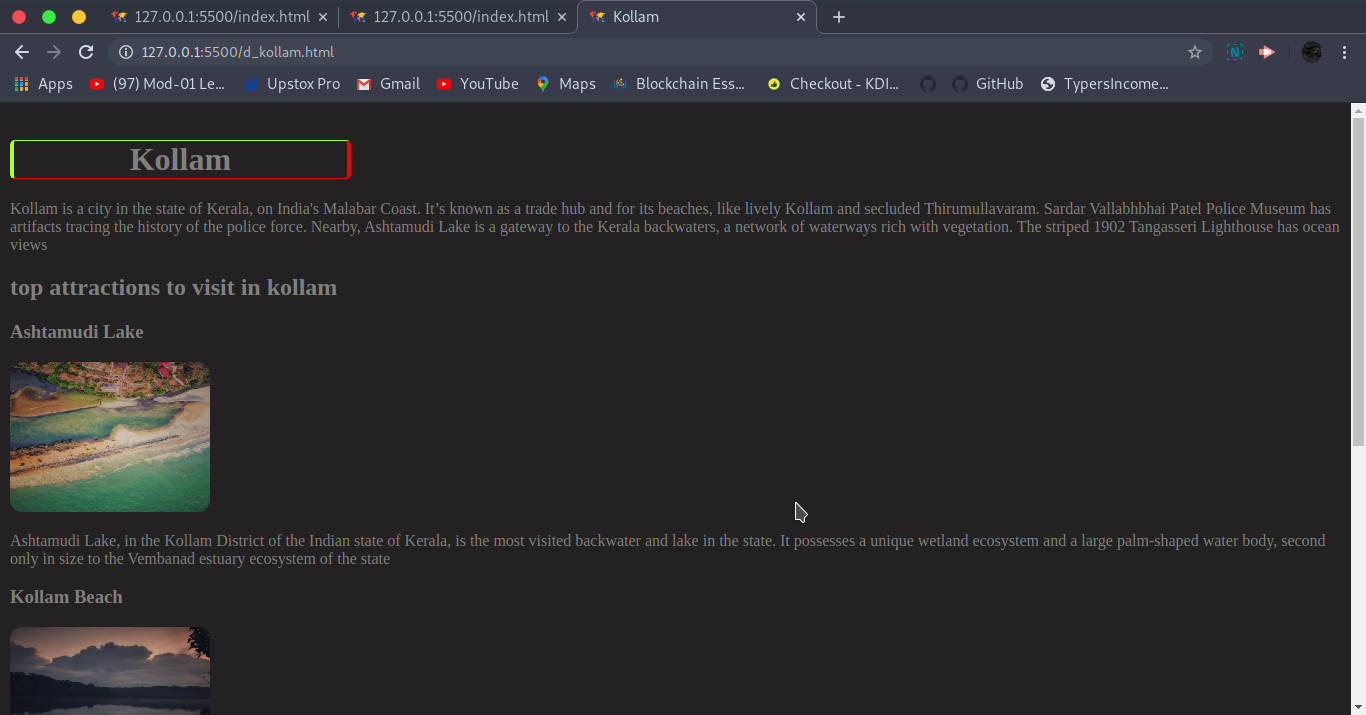 127.0.0.1:5500/index.html
127.0.0.1:5500/index.html
Kollam
127.0.0.1:5500/d_kollam.html
Apps
(97) Mod-01 Le...
Upstox Pro
Gmail
YouTube
Maps
Blockchain Ess...
Checkout - KDI...
GitHub
TypersIncome...
Kollam
Kollam is a city in the state of Kerala, on India's Malabar Coast. It’s known as a trade hub and for its beaches, like lively Kollam and secluded Thirumullavaram. Sardar Vallabhbhai Patel Police Museum has
artifacts tracing the history of the police force. Nearby, Ashtamudi Lake is a gateway to the Kerala backwaters, a network of waterways rich with vegetation. The striped 1902 Tangasseri Lighthouse has ocean
views
top attractions to visit in kollam
Ashtamudi Lake
Ashtamudi Lake, in the Kollam District of the Indian state of Kerala, is the most visited backwater and lake in the state. It possesses a unique wetland ecosystem and a large palm-shaped water body, second
only in size to the Vembanad estuary ecosystem of the state
Kollam Beach